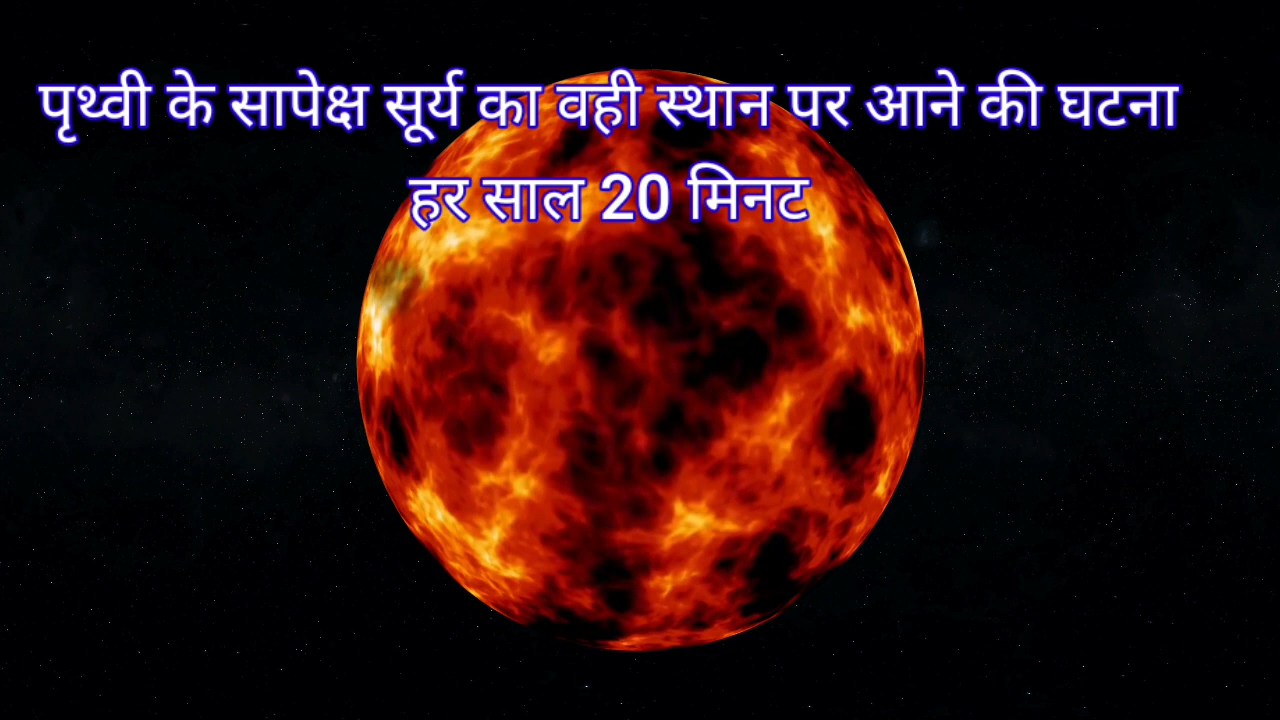 पृथ्वी के सापेक्ष सूर्य का वही स्थान पर आने की घटना
हर साल 20 मिनट